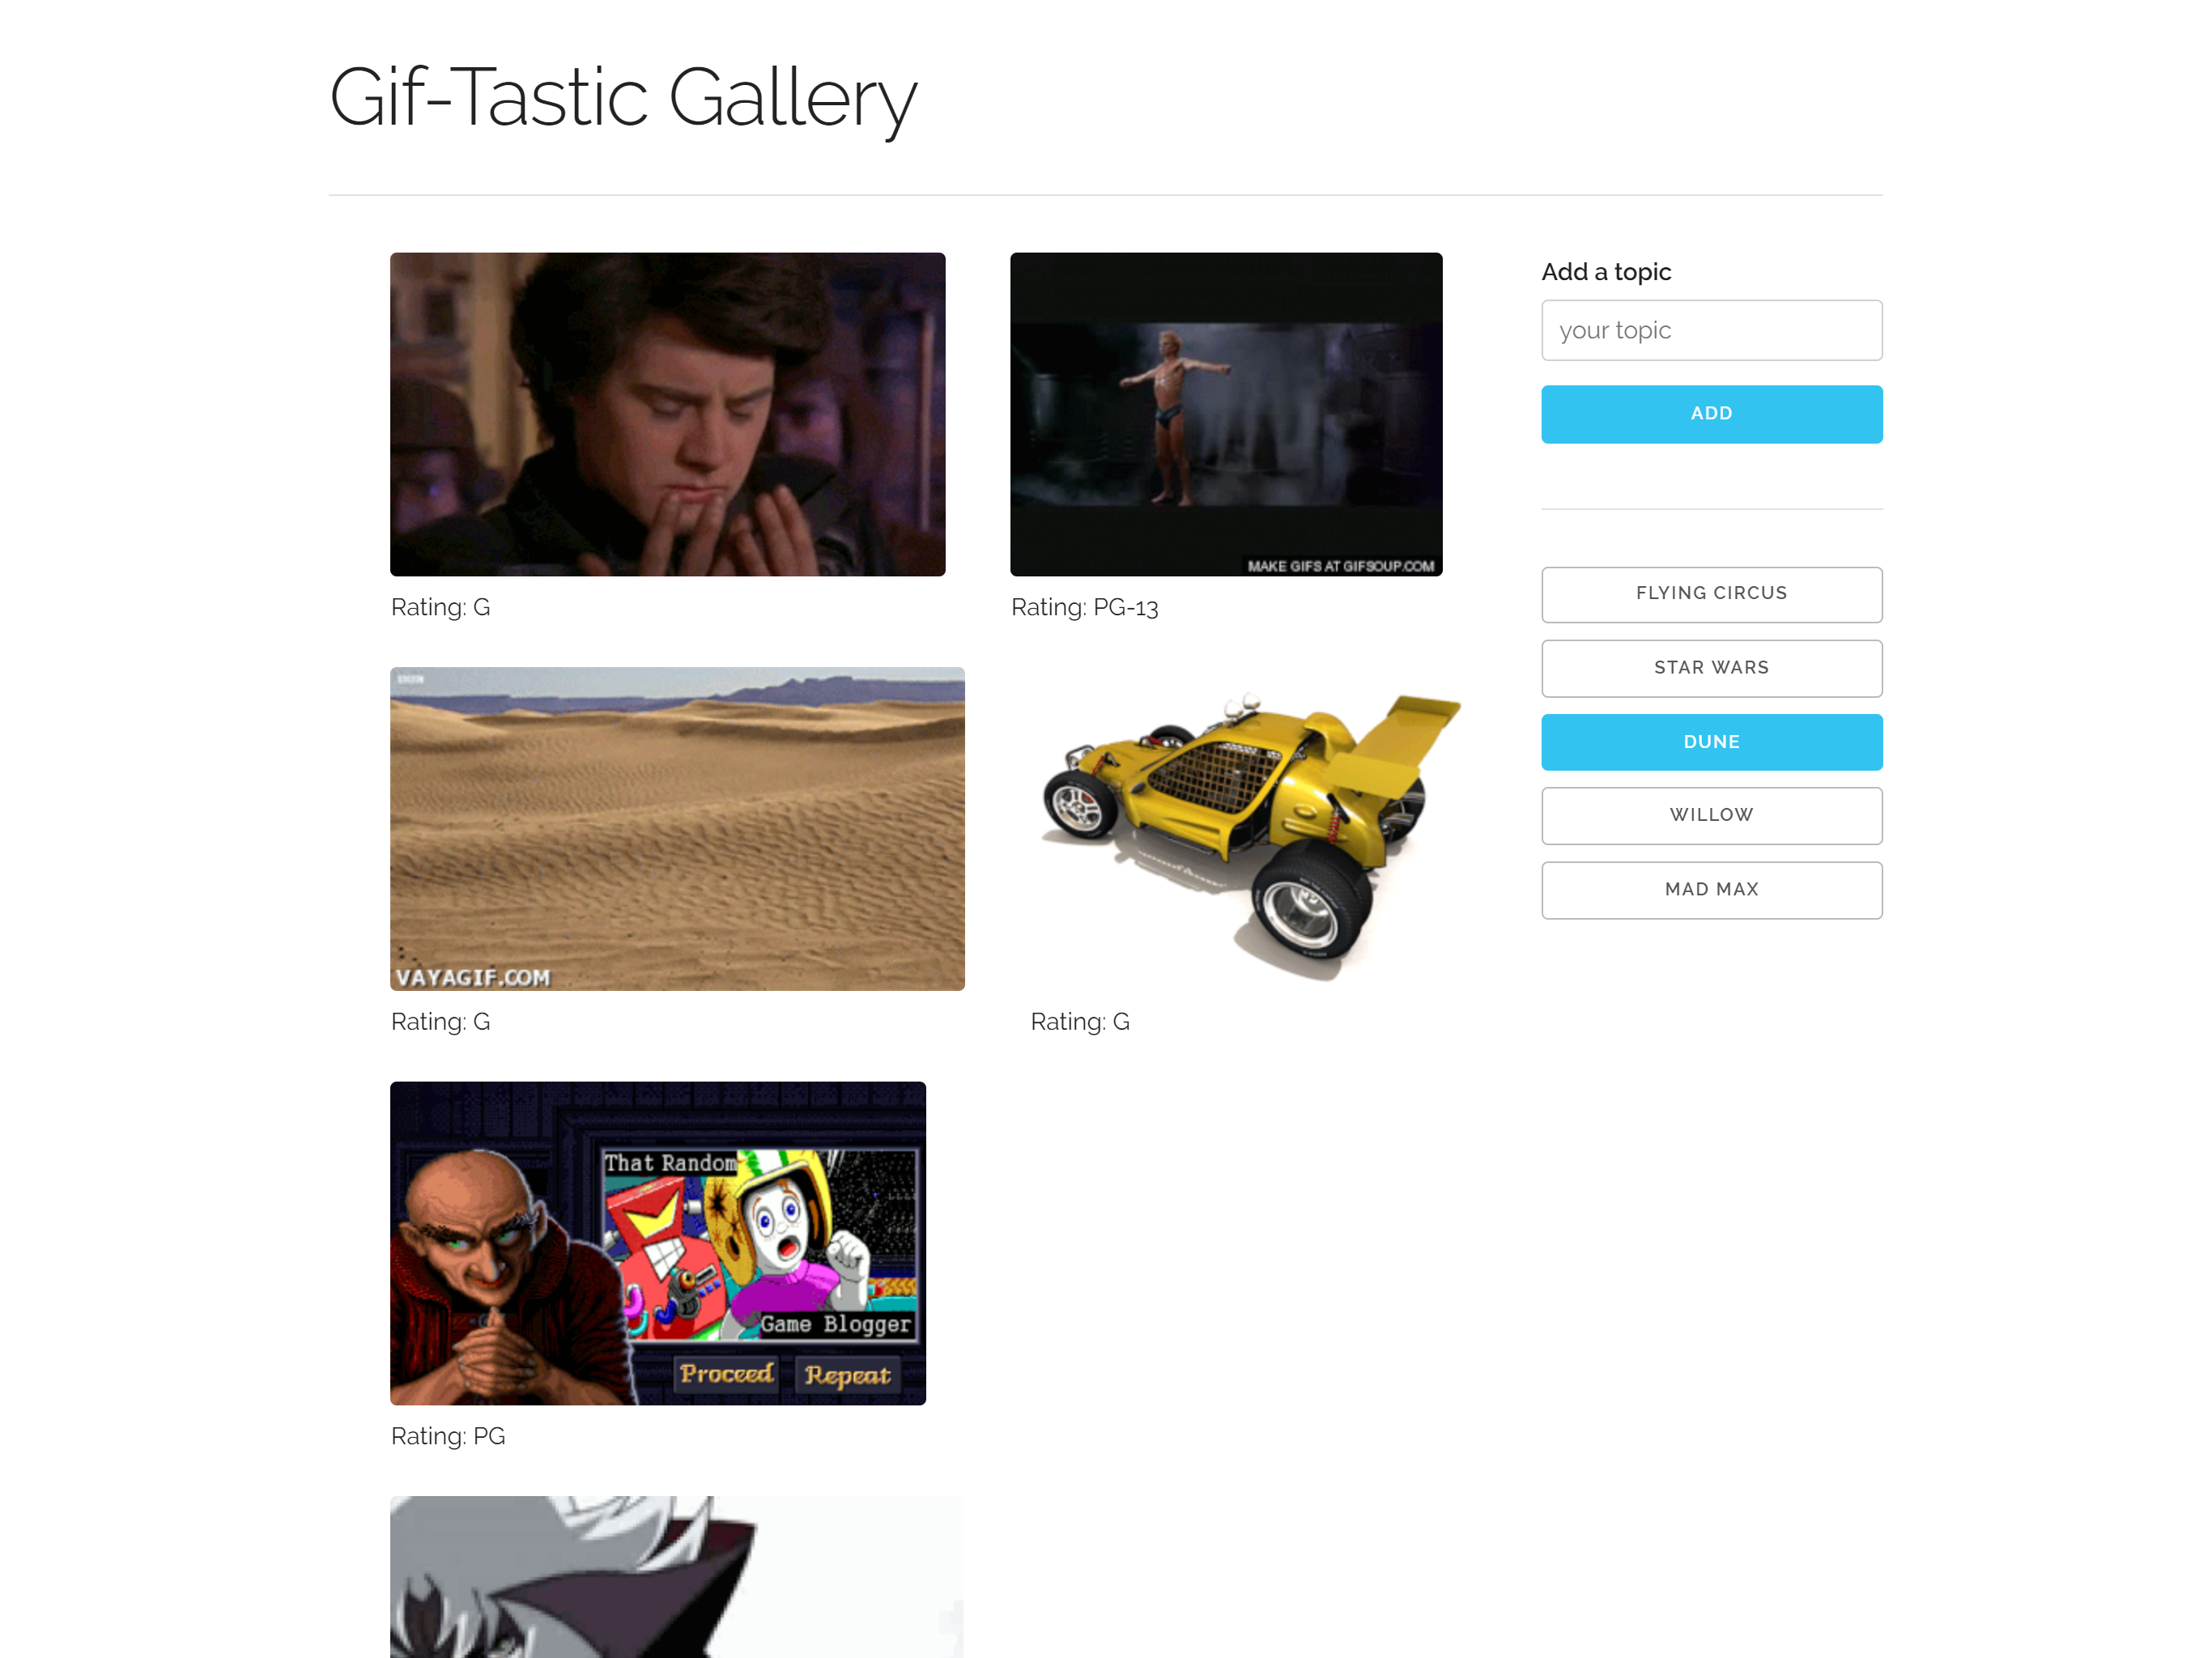 Gif-Tastic Gallery
Add a topic
your topic
ADD
MAKE GIFS AT GIFSOUP.COM
Rating: G
Rating: PG-13
FLYING CIRCUS
STAR WARS
DUNE
WILLOW
MAD MAX
VAYAGIF.COM
Rating: G
Rating: G
That Random
Game Blogger
Proceed
Repeat
Rating: PG